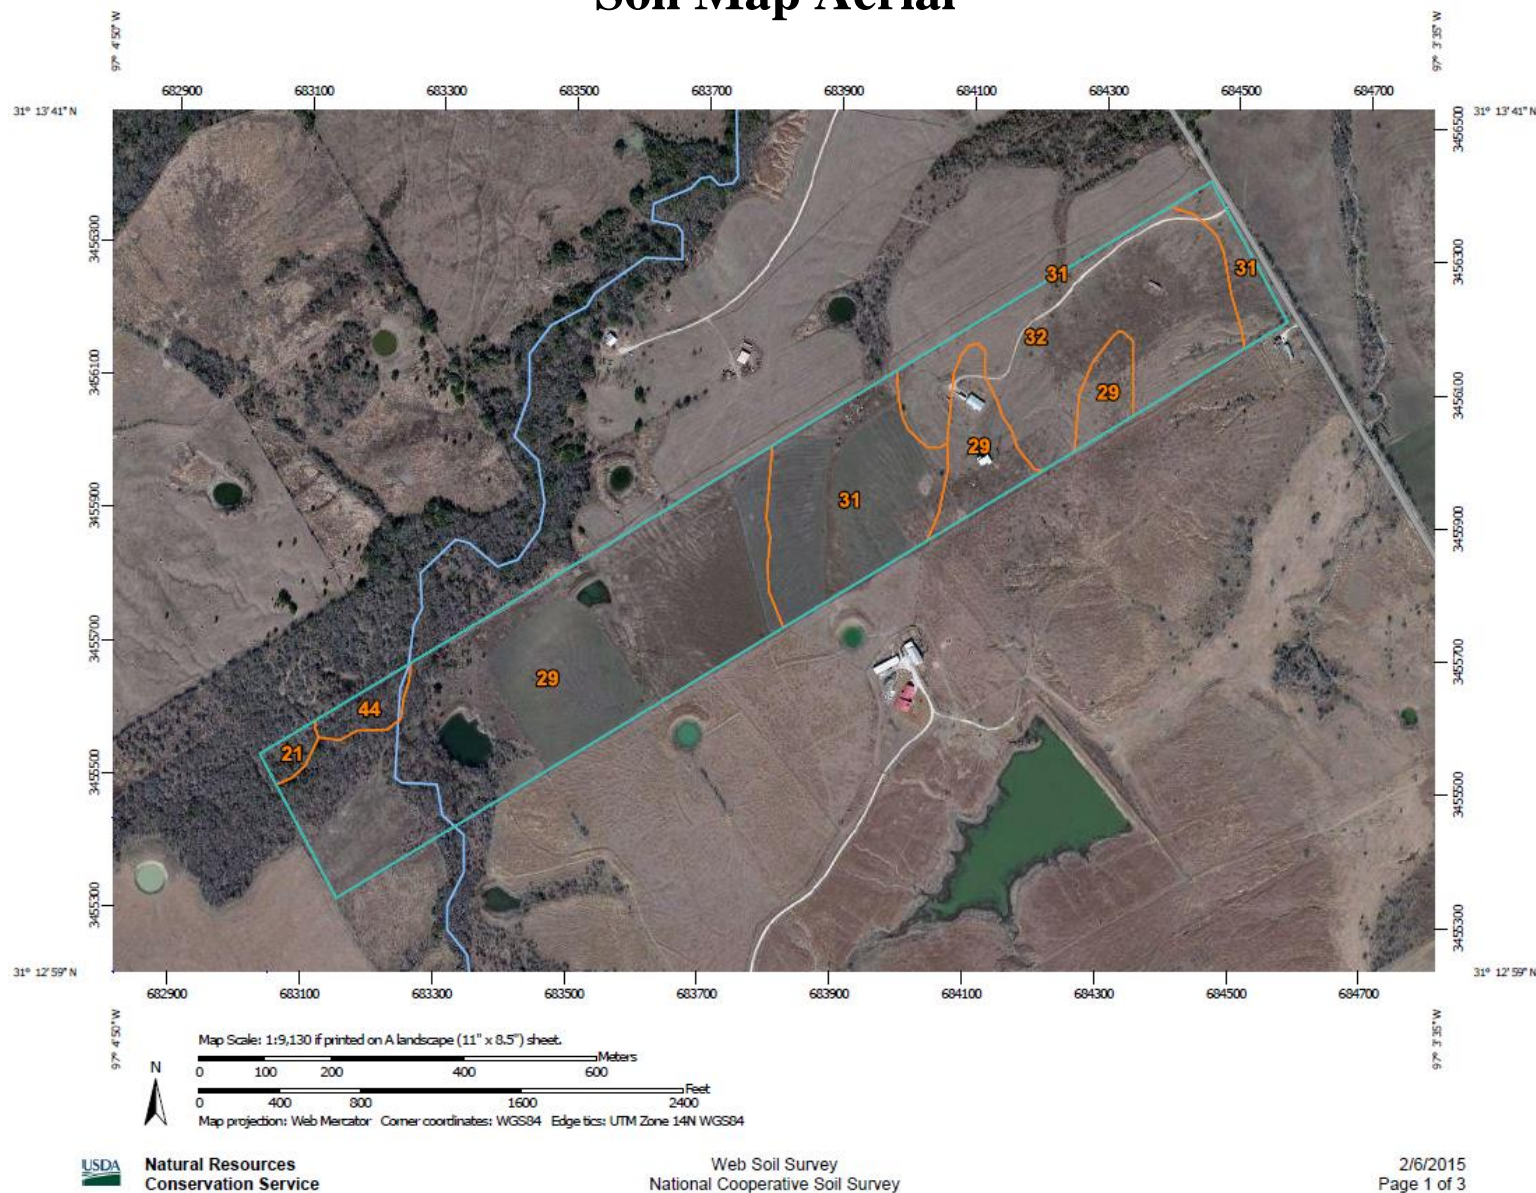 Soil Map Aerial
97° 4' 50" W
97° 3' 35" W
682900 683100 683300 683500 683700 683900 684100 684300 684500 684700
31° 13' 41" N
31° 13' 41" N
3456500
3456300
3456300
3456100
3456100
3455900
3455900
3455700
3455700
3455500
3455500
3455300
3455300
31
31
32
29
29
31
29
44
21
31° 12' 59" N
31° 12' 59" N
682900 683100 683300 683500 683700 683900 684100 684300 684500 684700
97° 4' 50" W
97° 3' 35" W
N
Map Scale: 1:9,130 if printed on A landscape (11" x 8.5") sheet.
Meters
0 100 200 400 600
Feet
0 400 800 1600 2400
Map projection: Web Mercator Corner coordinates: WGS84 Edge tics: UTM Zone 14N WGS84
USDA
Natural Resources
Conservation Service
Web Soil Survey
National Cooperative Soil Survey
2/6/2015
Page 1 of 3